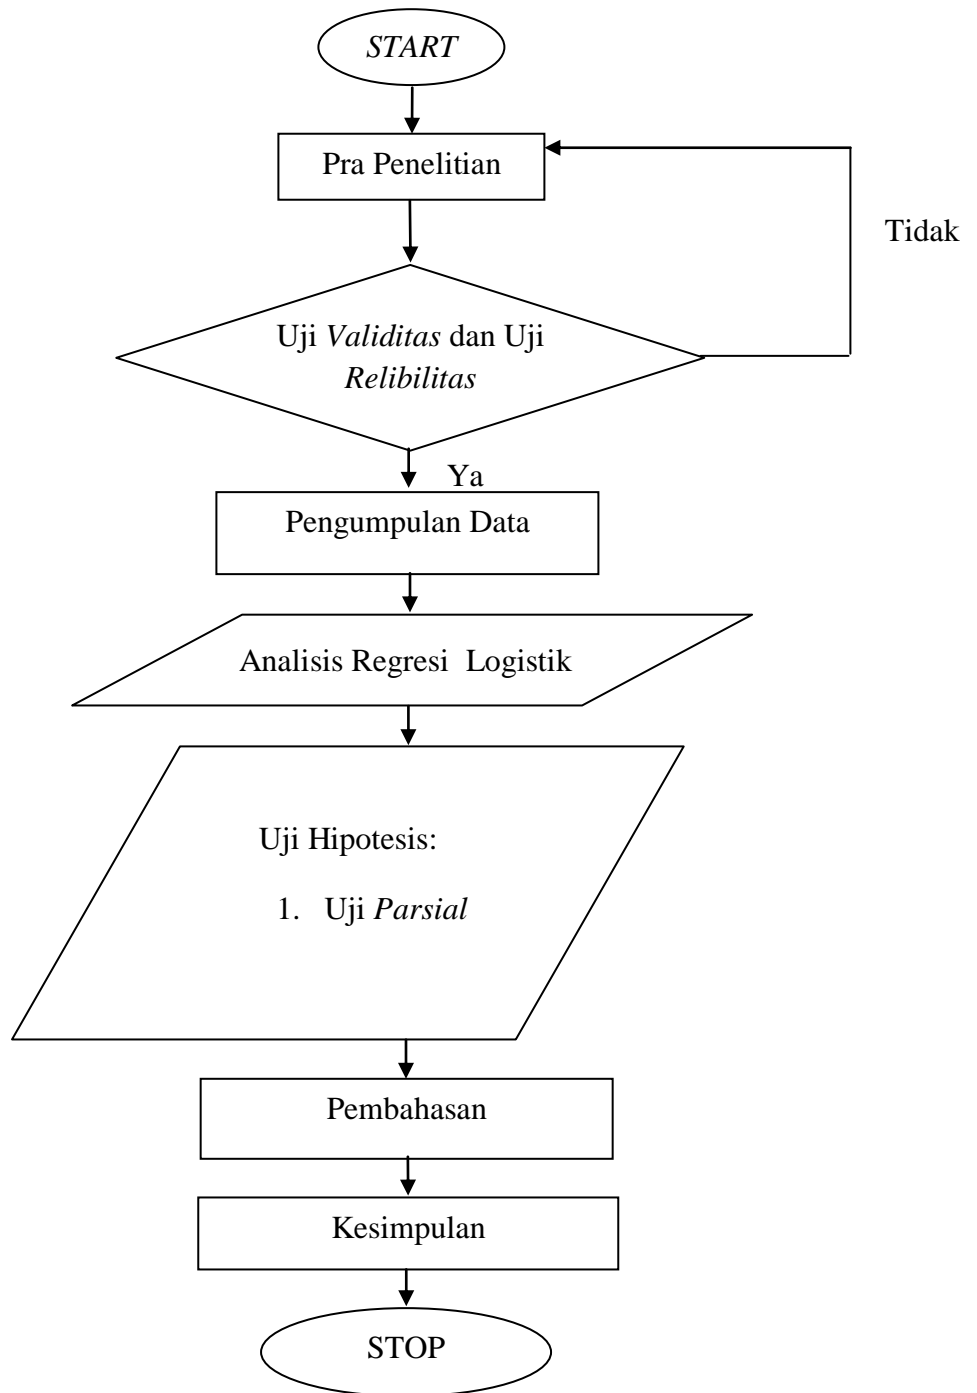 START
Pra Penelitian
Tidak
Uji Validitas dan Uji
Relibilitas
Ya
Pengumpulan Data
Analisis Regresi Logistik
Uji Hipotesis:
1. Uji Parsial
Pembahasan
Kesimpulan
STOP